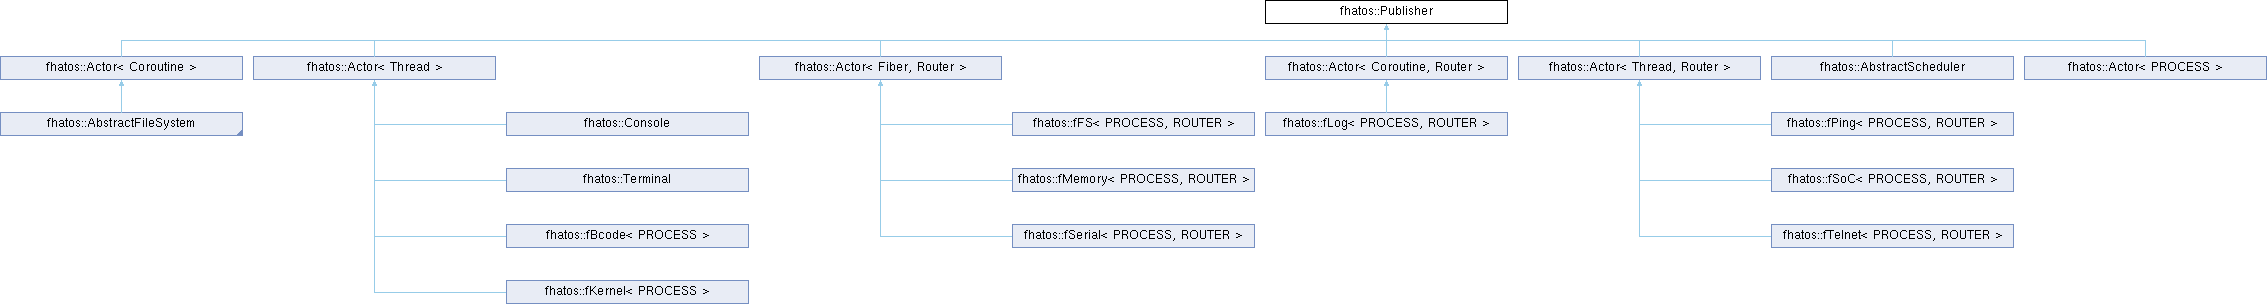 fhatos::Publisher
fhatos::Actor< Coroutine >
fhatos::Actor< Thread >
fhatos::Actor< Fiber, Router >
fhatos::Actor< Coroutine, Router >
fhatos::Actor< Thread, Router >
fhatos::AbstractScheduler
fhatos::Actor< PROCESS >
fhatos::AbstractFileSystem
fhatos::Console
fhatos::fFS< PROCESS, ROUTER >
fhatos::fLog< PROCESS, ROUTER >
fhatos::fPing< PROCESS, ROUTER >
fhatos::Terminal
fhatos::fMemory< PROCESS, ROUTER >
fhatos::fSoC< PROCESS, ROUTER >
fhatos::fBcode< PROCESS >
fhatos::fSerial< PROCESS, ROUTER >
fhatos::fTelnet< PROCESS, ROUTER >
fhatos::fKernel< PROCESS >